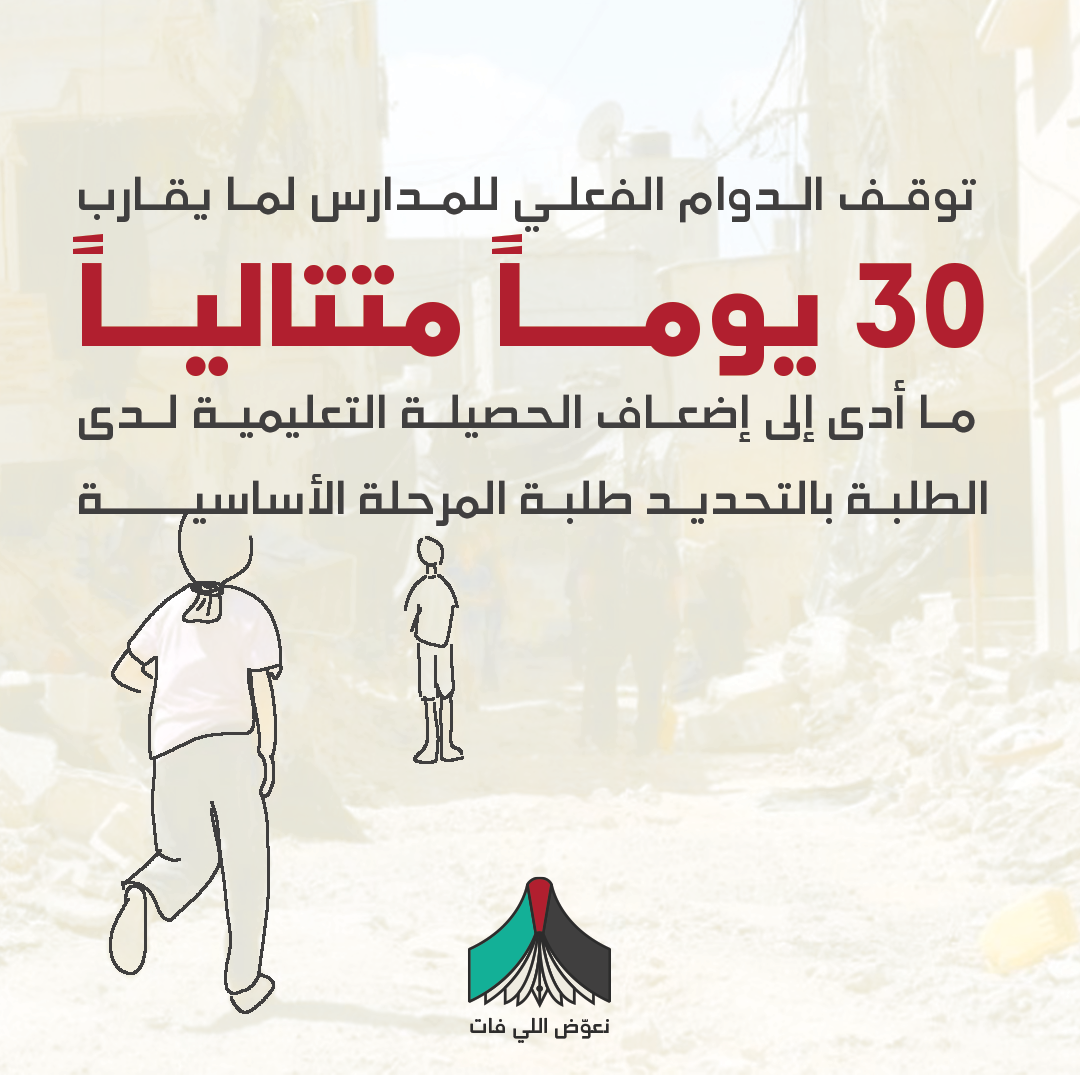 توقف الدوام الفعلي للمدارس لما يقارب
30 يوماً متتالياً
ما أدى إلى إضعاف الحصيلة التعليمية لدى
الطلبة بالتحديد طلبة المرحلة الأساسية
نعوّض اللي فات